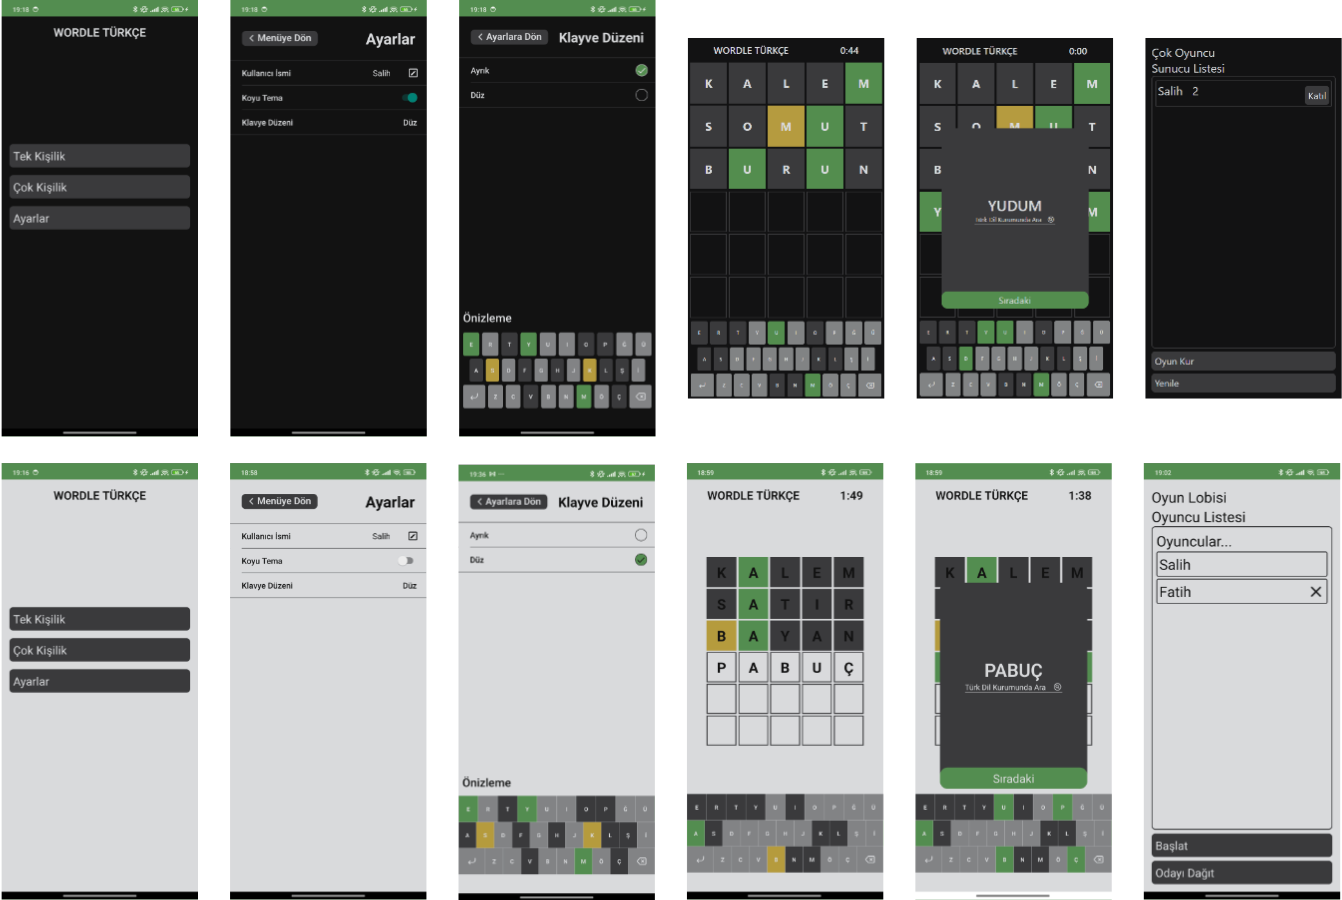 19:18
WORDLE TÜRKÇE
Tek Kişilik
Çok Kişilik
Ayarlar
19:18
Menüye Dön
Ayarlar
Kullanıcı İsmi Salih
Koyu Tema
Klavye Düzeni Düz
19:18
Ayarlara Dön
Klayve Düzeni
Ayrık
Düz
Önizleme
E R T Y U I O P Ğ Ü
A S D F G H J K L Ş İ
Z C V B N M Ö Ç
WORDLE TÜRKÇE 0:44
K A L E M
S O M U T
B U R U N
E R T Y U I O P Ğ Ü
A S D F G H J K L Ş İ
Z C V B N M Ö Ç
WORDLE TÜRKÇE 0:00
K A L E M
S O M U T
B N
Y M
YUDUM
Türk Dil Kurumunda Ara
Sıradaki
E R T Y U I O P Ğ Ü
A S D F G H J K L Ş İ
Z C V B N M Ö Ç
Çok Oyuncu
Sunucu Listesi
Salih 2 Katıl
Oyun Kur
Yenile
19:16
WORDLE TÜRKÇE
Tek Kişilik
Çok Kişilik
Ayarlar
18:58
Menüye Dön
Ayarlar
Kullanıcı İsmi Salih
Koyu Tema
Klavye Düzeni Düz
19:36
Ayarlara Dön
Klayve Düzeni
Ayrık
Düz
Önizleme
E R T Y U I O P Ğ Ü
A S D F G H J K L Ş İ
Z C V B N M Ö Ç
18:59
WORDLE TÜRKÇE 1:49
K A L E M
S A T I R
B A Y A N
P A B U Ç
E R T Y U I O P Ğ Ü
A S D F G H J K L Ş İ
Z C V B N M Ö Ç
18:59
WORDLE TÜRKÇE 1:38
K A L E M
PABUÇ
Türk Dil Kurumunda Ara
Sıradaki
E R T Y U I O P Ğ Ü
A S D F G H J K L Ş İ
Z C V B N M Ö Ç
19:02
Oyun Lobisi
Oyuncu Listesi
Oyuncular...
Salih
Fatih
Başlat
Odayı Dağıt